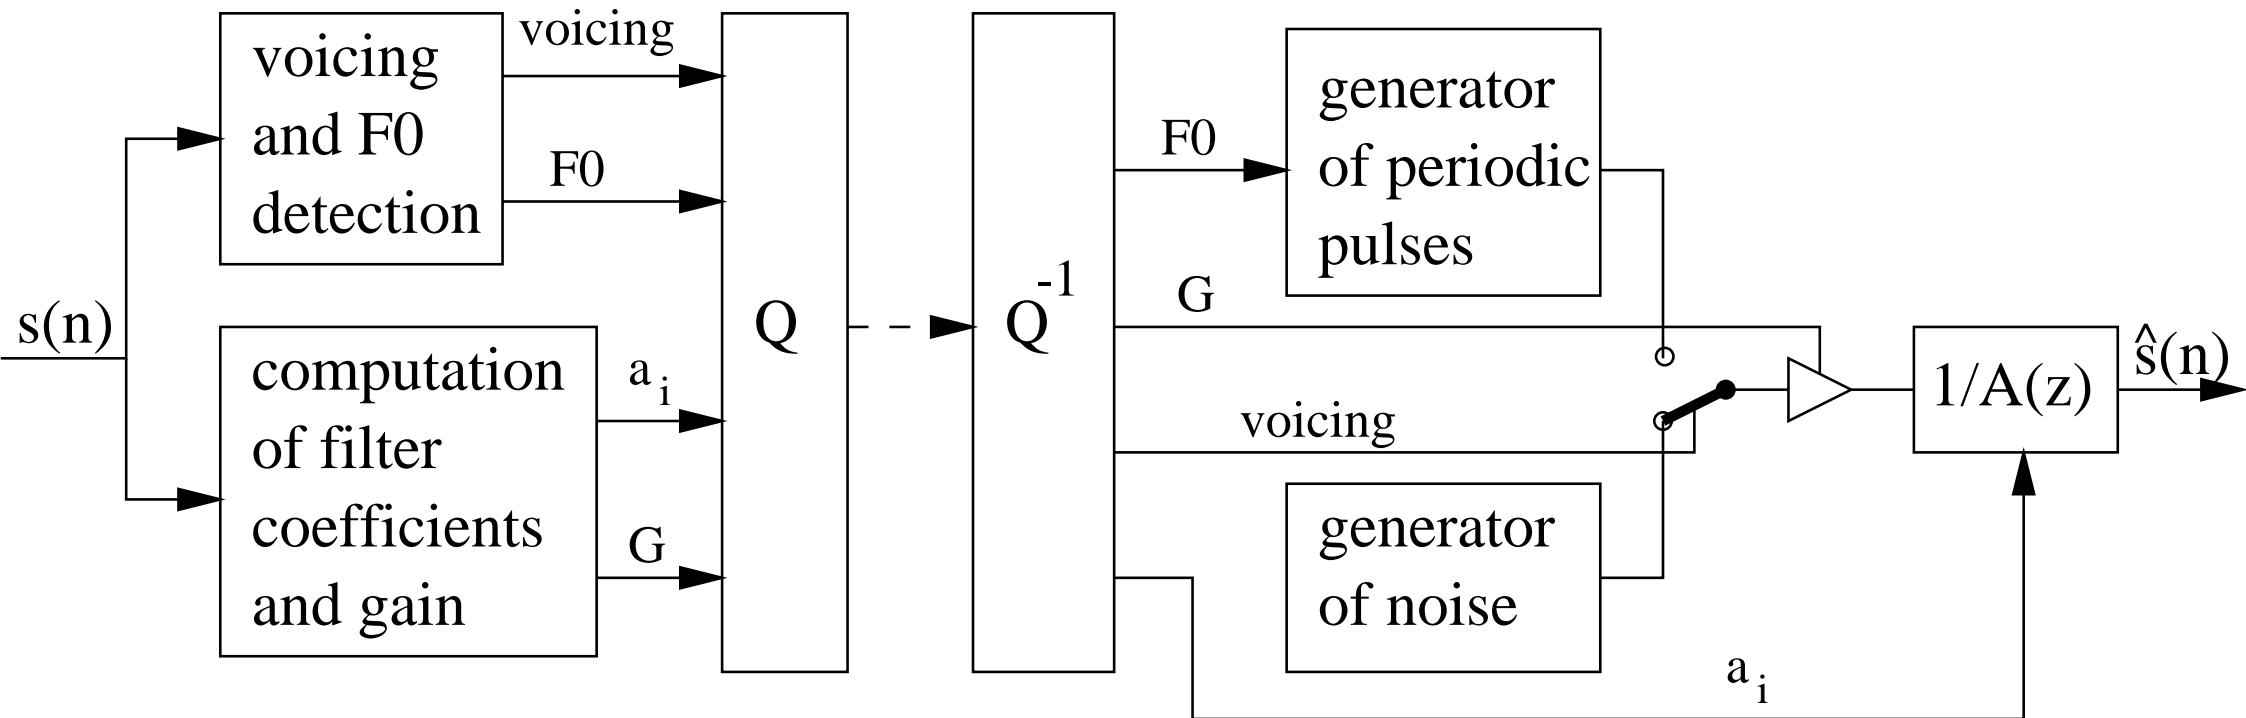 s(n)
voicing
and F0
detection
voicing
F0
computation
of filter
coefficients
and gain
a i
G
Q
Q -1
F0
generator
of periodic
pulses
G
voicing
generator
of noise
a i
1/A(z)
ŝ(n)